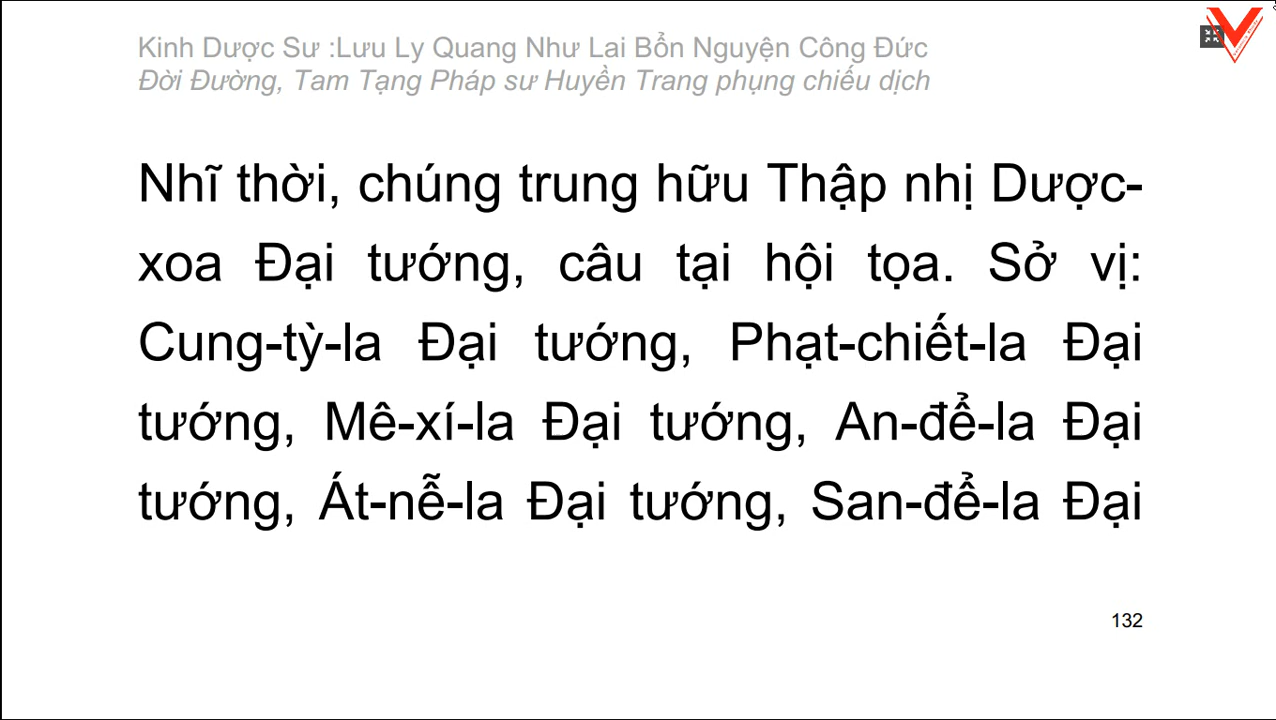 Kinh Dược Sư :Lưu Ly Quang Như Lai Bổn Nguyện Công Đức
Đời Đường, Tam Tạng Pháp sư Huyền Trang phụng chiếu dịch
Nhĩ thời, chúng trung hữu Thập nhị Dược-
xoa Đại tướng, câu tại hội tọa. Sở vị:
Cung-tỳ-la Đại tướng, Phạt-chiết-la Đại
tướng, Mê-xí-la Đại tướng, An-để-la Đại
tướng, Át-nễ-la Đại tướng, San-để-la Đại
132